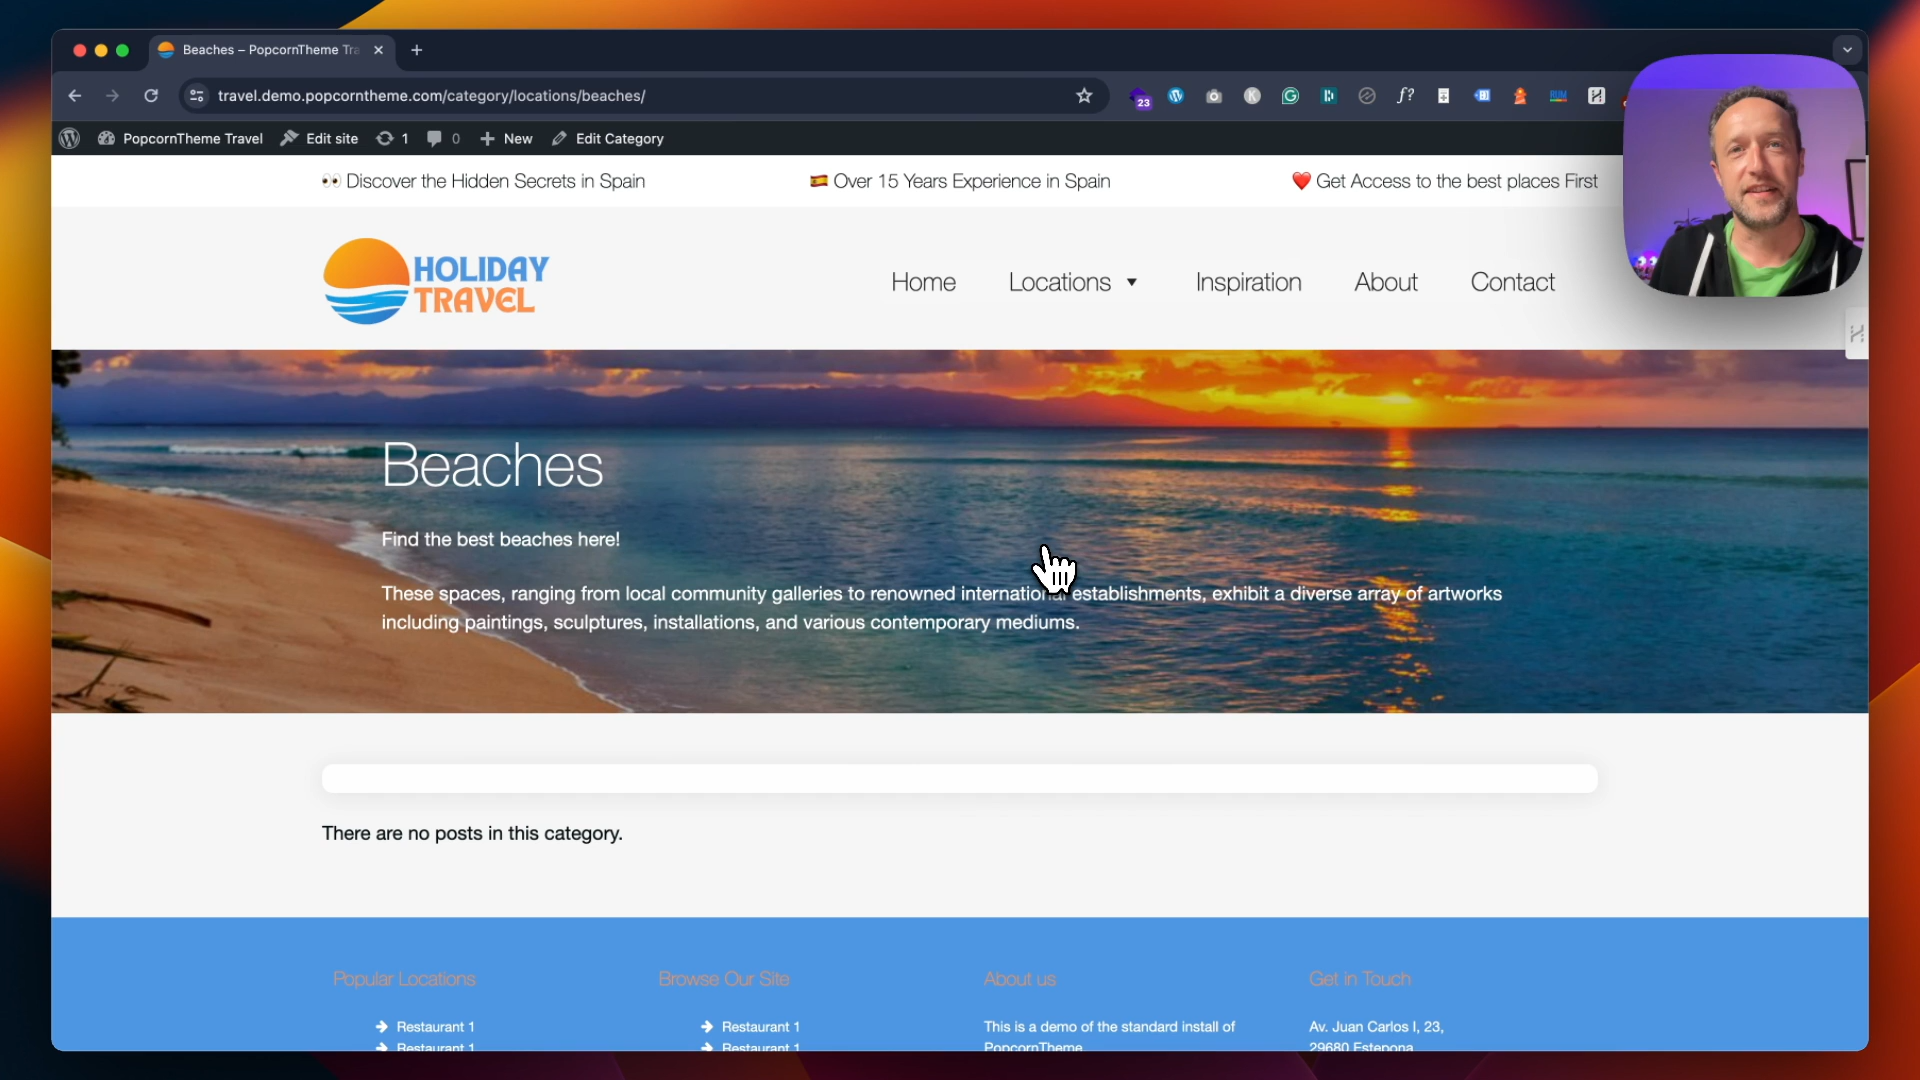 Beaches – PopcornTheme Tra
travel.demo.popcorntheme.com/category/locations/beaches/
23
PopcornTheme Travel Edit site 1 0 New Edit Category
👀 Discover the Hidden Secrets in Spain
🇪🇸 Over 15 Years Experience in Spain
❤️ Get Access to the best places First
HOLIDAY
TRAVEL
Home Locations Inspiration About Contact
Beaches
Find the best beaches here!
These spaces, ranging from local community galleries to renowned international establishments, exhibit a diverse array of artworks
including paintings, sculptures, installations, and various contemporary mediums.
There are no posts in this category.
Popular Locations
Restaurant 1
Restaurant 1
Browse Our Site
Restaurant 1
Restaurant 1
About us
This is a demo of the standard install of
PopcornTheme
Get in Touch
Av. Juan Carlos I, 23,
29680 Estepona